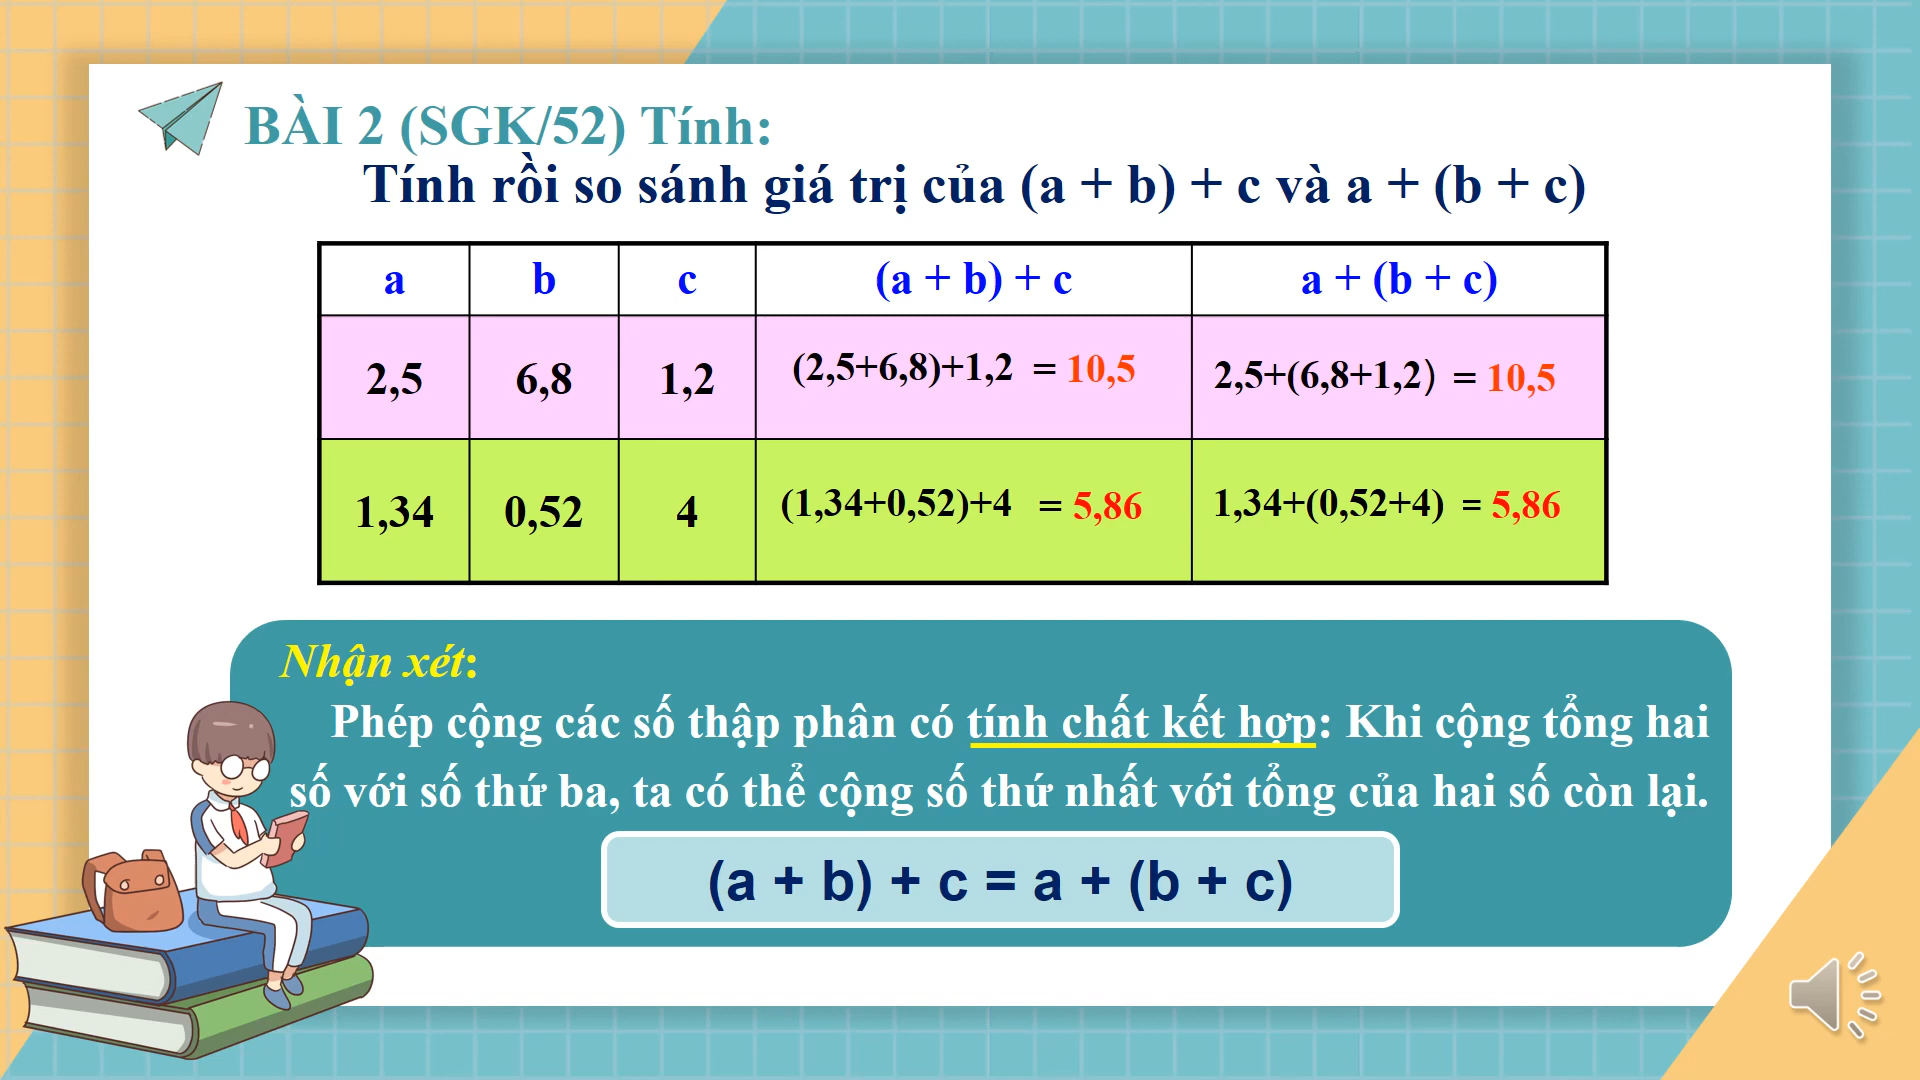 BÀI 2 (SGK/52) Tính:
Tính rồi so sánh giá trị của (a + b) + c và a + (b + c)
a b c (a + b) + c a + (b + c)
2,5 6,8 1,2 (2,5+6,8)+1,2 = 10,5 2,5+(6,8+1,2) = 10,5
1,34 0,52 4 (1,34+0,52)+4 = 5,86 1,34+(0,52+4) = 5,86
Nhận xét:
Phép cộng các số thập phân có tính chất kết hợp: Khi cộng tổng hai
số với số thứ ba, ta có thể cộng số thứ nhất với tổng của hai số còn lại.
(a + b) + c = a + (b + c)